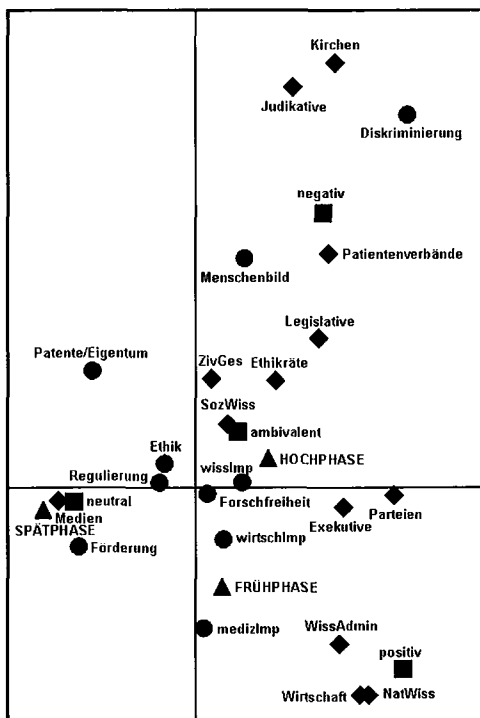 Kirchen
Judikative
Diskriminierung
negativ
Patientenverbände
Menschenbild
Legislative
Patente/Eigentum
ZivGes
Ethikräte
SozWiss
ambivalent
Ethik
wissImp
HOCHPHASE
Regulierung
neutral
Forschfreiheit
Parteien
Medien
Exekutive
SPÄTPHASE
wirtschImp
Förderung
FRÜHPHASE
medizImp
WissAdmin
positiv
Wirtschaft
NatWiss